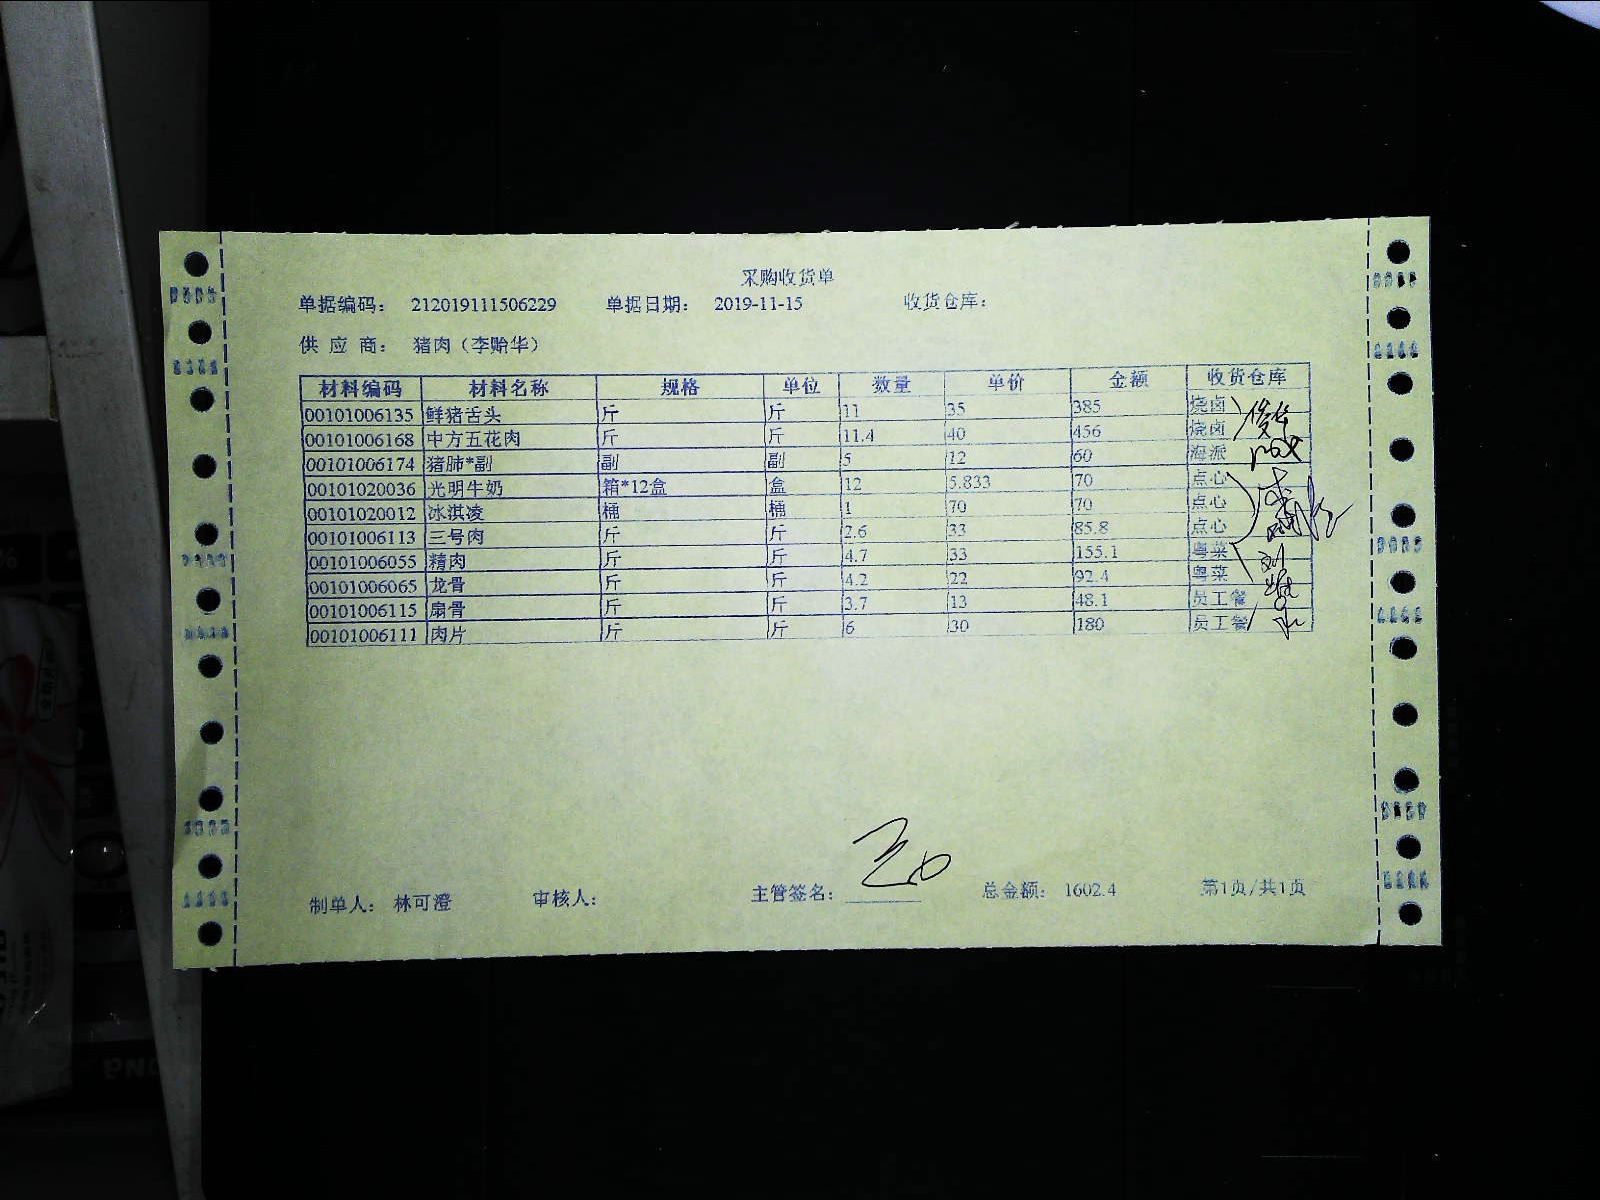 采购收货单
单据编码： 212019111506229 单据日期： 2019-11-15 收货仓库：
供 应 商： 猪肉（李贻华）
材料编码 材料名称 规格 单位 数量 单价 金额 收货仓库
00101006135 鲜猪舌头 斤 斤 11 35 385 烧卤
00101006168 中方五花肉 斤 斤 11.4 40 456 烧卤
00101006174 猪肺*副 副 副 5 12 60 海派
00101020036 光明牛奶 箱*12盒 盒 12 5.833 70 点心
00101020012 冰淇凌 桶 桶 1 70 70 点心
00101006113 三号肉 斤 斤 2.6 33 85.8 点心
00101006055 精肉 斤 斤 4.7 33 155.1 粤菜
00101006065 龙骨 斤 斤 4.2 22 92.4 粤菜
00101006115 扇骨 斤 斤 3.7 13 48.1 员工餐
00101006111 肉片 斤 斤 6 30 180 员工餐
制单人： 林可澄 审核人： 主管签名： 总金额： 1602.4 第1页/共1页